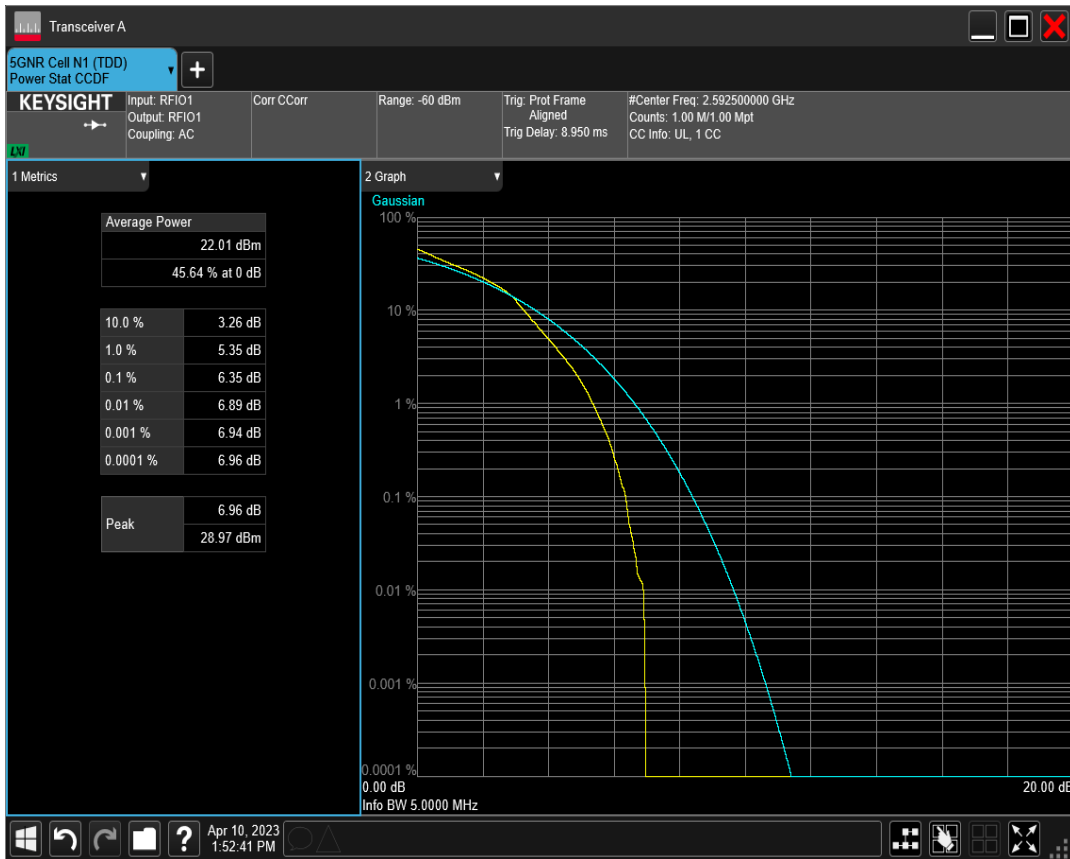 Transceiver A
5GNR Cell N1 (TDD)
Power Stat CCDF
KEYSIGHT
LXI
Input: RFIO1
Output: RFIO1
Coupling: AC
Corr CCorr
Range: -60 dBm
Trig: Prot Frame
Aligned
Trig Delay: 8.950 ms
#Center Freq: 2.592500000 GHz
Counts: 1.00 M/1.00 Mpt
CC Info: UL, 1 CC
1 Metrics
Average Power
22.01 dBm
45.64 % at 0 dB
10.0 % 3.26 dB
1.0 % 5.35 dB
0.1 % 6.35 dB
0.01 % 6.89 dB
0.001 % 6.94 dB
0.0001 % 6.96 dB
Peak
6.96 dB
28.97 dBm
2 Graph
Gaussian
100 %
10 %
1 %
0.1 %
0.01 %
0.001 %
0.0001 %
0.00 dB 20.00 dB
Info BW 5.0000 MHz
Apr 10, 2023
1:52:41 PM